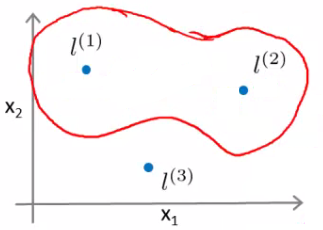 l^{(1)}
l^{(2)}
x₂
l^{(3)}
x₁